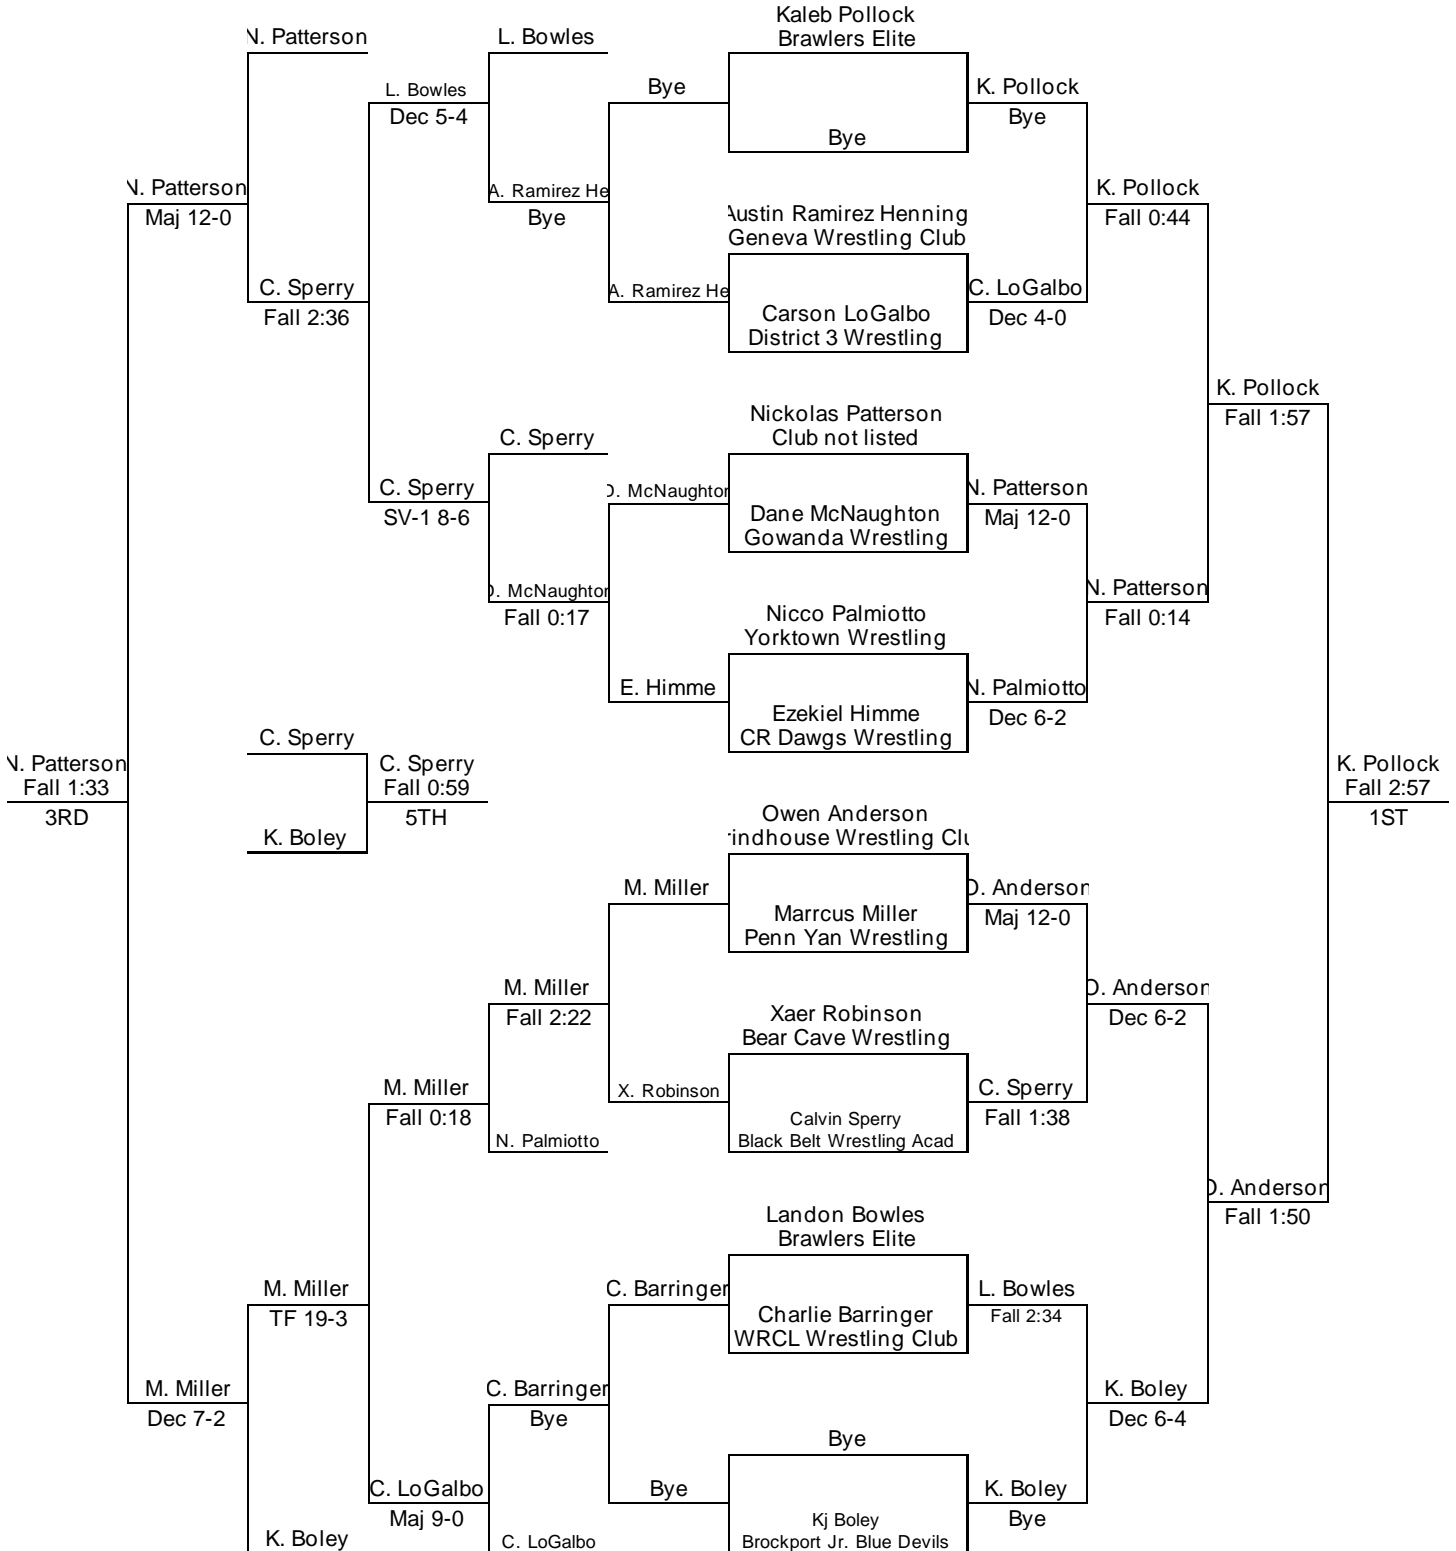 Kaleb Pollock
N. Patterson
L. Bowles
Brawlers Elite
L. Bowles
Bye
K. Pollock
Dec 5-4
Bye
Bye
N. Patterson
A. Ramirez He
K. Pollock
Maj 12-0
Bye
Austin Ramirez Henning
Fall 0:44
Geneva Wrestling Club
C. Sperry
A. Ramirez He
C. LoGalbo
Fall 2:36
Carson LoGalbo
Dec 4-0
District 3 Wrestling
K. Pollock
Nickolas Patterson
Fall 1:57
C. Sperry
Club not listed
C. Sperry
D. McNaughton
N. Patterson
SV-1 8-6
Dane McNaughton
Maj 12-0
Gowanda Wrestling
D. McNaughton
N. Patterson
Fall 0:17
Nicco Palmiotto
Fall 0:14
Yorktown Wrestling
E. Himme
N. Palmiotto
Ezekiel Himme
Dec 6-2
C. Sperry
CR Dawgs Wrestling
N. Patterson
C. Sperry
K. Pollock
Fall 1:33
Fall 0:59
Fall 2:57
3RD
5TH
Owen Anderson
1ST
K. Boley
rindhouse Wrestling Clu
M. Miller
O. Anderson
Marrcus Miller
Maj 12-0
Penn Yan Wrestling
M. Miller
O. Anderson
Fall 2:22
Xaer Robinson
Dec 6-2
Bear Cave Wrestling
M. Miller
X. Robinson
C. Sperry
Fall 0:18
Calvin Sperry
Fall 1:38
N. Palmiotto
Black Belt Wrestling Acad
O. Anderson
Landon Bowles
Fall 1:50
Brawlers Elite
M. Miller
C. Barringer
L. Bowles
TF 19-3
Charlie Barringer
Fall 2:34
WRCL Wrestling Club
M. Miller
C. Barringer
K. Boley
Dec 7-2
Bye
Dec 6-4
Bye
C. LoGalbo
Bye
K. Boley
Maj 9-0
Kj Boley
Bye
K. Boley
C. LoGalbo
Brockport Jr. Blue Devils